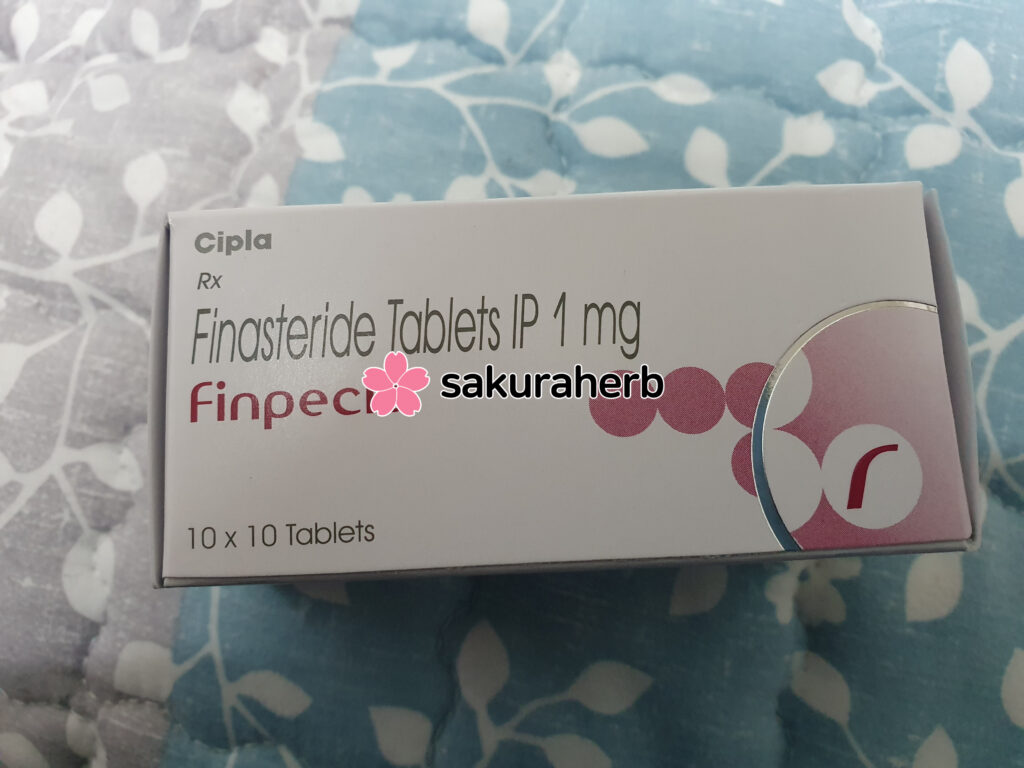 Cipla
Rx
Finasteride Tablets IP 1 mg
sakuraherb
10 x 10 Tablets